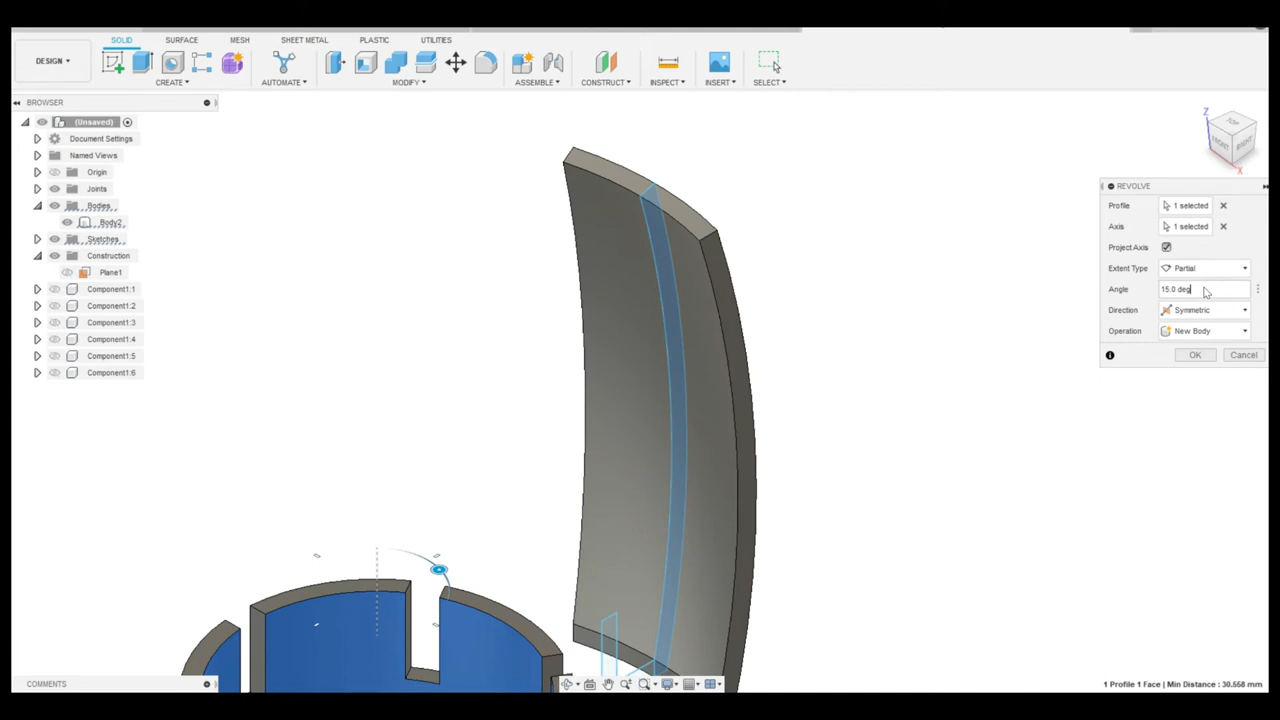 SOLID SURFACE MESH SHEET METAL PLASTIC UTILITIES
DESIGN
CREATE AUTOMATE MODIFY ASSEMBLE CONSTRUCT INSPECT INSERT SELECT
BROWSER
(Unsaved)
Document Settings
Named Views
Origin
Joints
Bodies
Body2
Sketches
Construction
Plane1
Component1:1
Component1:2
Component1:3
Component1:4
Component1:5
Component1:6
Z
TOP
FRONT
RIGHT
X
REVOLVE
Profile 1 selected
Axis 1 selected
Project Axis
Extent Type Partial
Angle 15.0 deg
Direction Symmetric
Operation New Body
OK Cancel
COMMENTS
1 Profile 1 Face | Min Distance : 30.558 mm